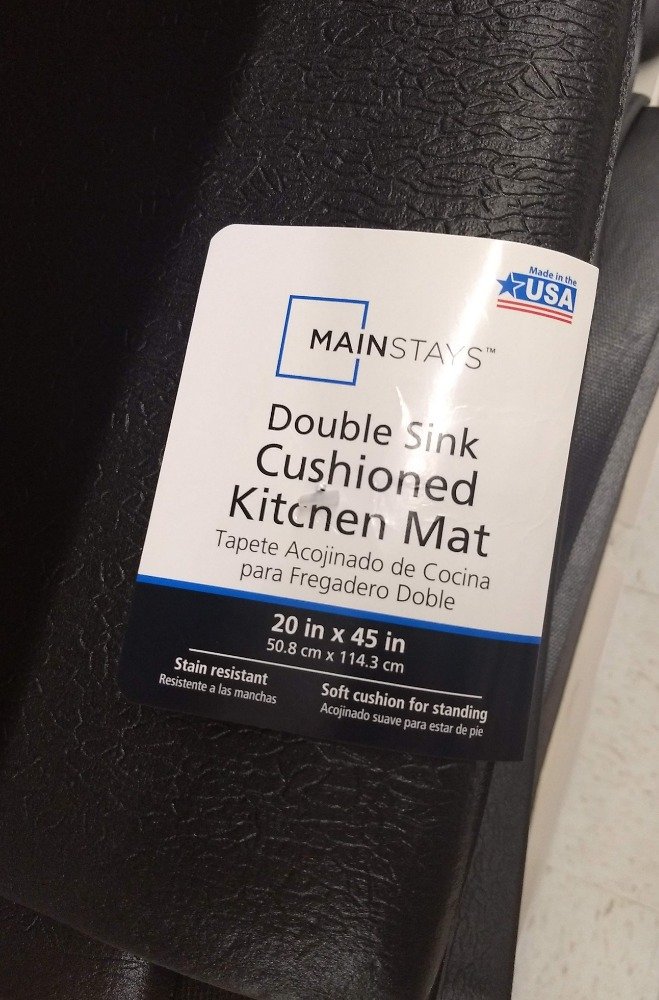 Made in the
USA
MAINSTAYS™
Double Sink
Cushioned
Kitchen Mat
Tapete Acojinado de Cocina
para Fregadero Doble
20 in x 45 in
50.8 cm x 114.3 cm
Stain resistant
Resistente a las manchas
Soft cushion for standing
Acojinado suave para estar de pie